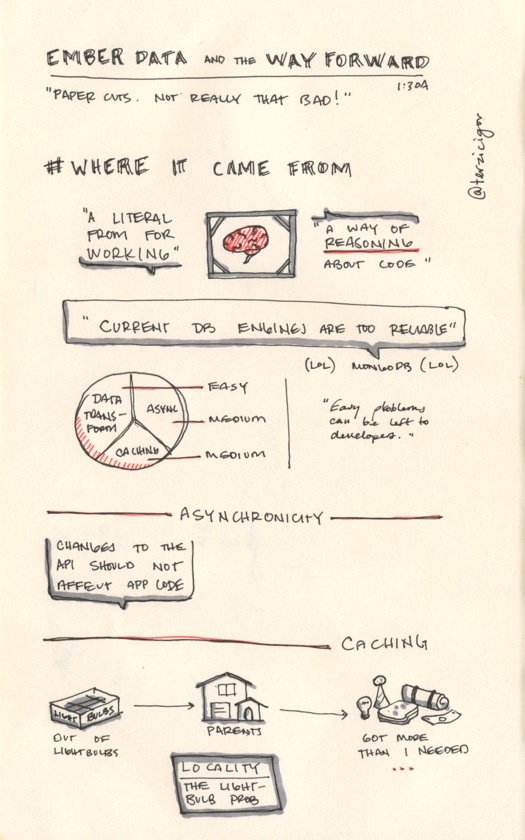 EMBER DATA AND THE WAY FORWARD
"PAPER CUTS. NOT REALLY THAT BAD!"
1:30A
@terzicigor
# WHERE IT CAME FROM
"A LITERAL
FROM FOR
WORKING"
"A WAY OF
REASONING
ABOUT CODE"
"CURRENT DB ENGINES ARE TOO RELIABLE"
(LOL) MONGODB (LOL)
DATA
TRANS-
FORM
ASYNC
CACHING
EASY
MEDIUM
MEDIUM
"Easy problems
can be left to
developer."
ASYNCHRONICITY
CHANGES TO THE
API SHOULD NOT
AFFECT APP CODE
CACHING
LIGHT BULBS
OUT OF
LIGHTBULBS
PARENTS
GOT MORE
THAN I NEEDED
...
LOCALITY
THE LIGHT-
BULB PROB